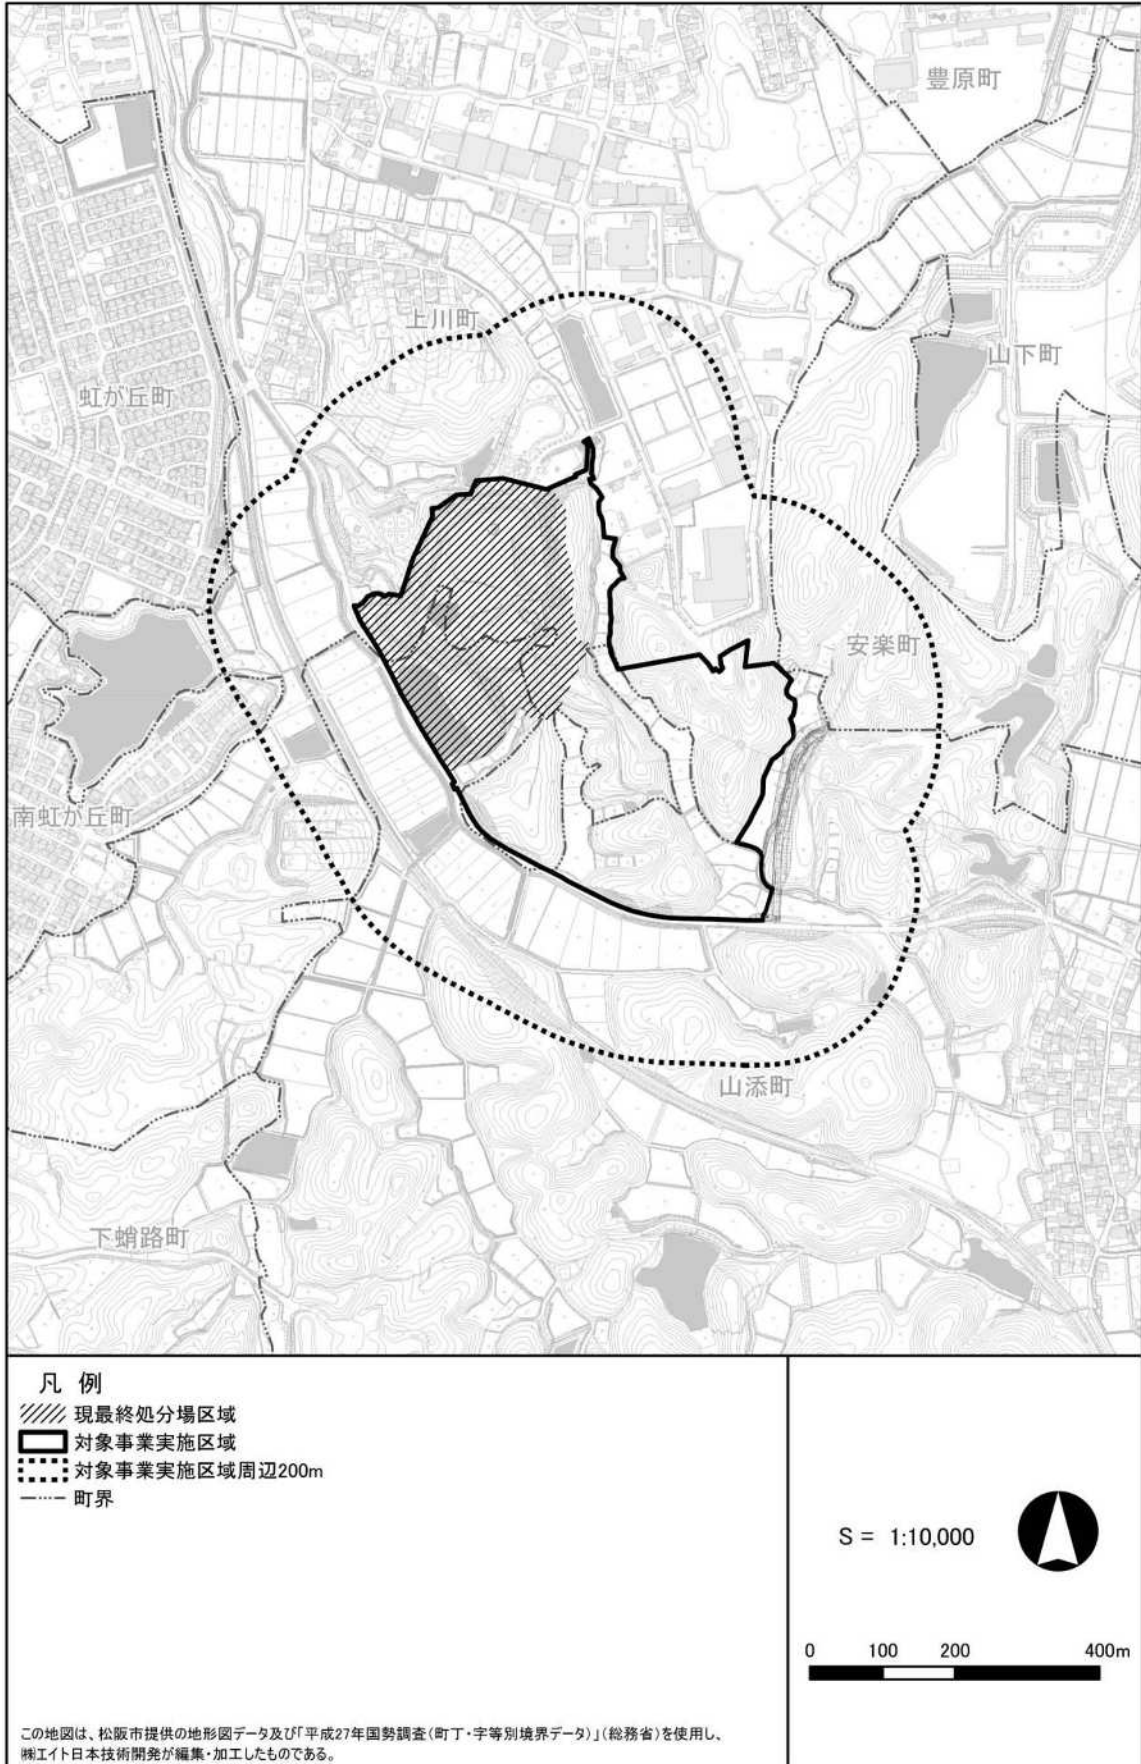 豊原町
上川町
山下町
虹が丘町
安楽町
南虹が丘町
山添町
下蛸路町
凡 例
現最終処分場区域
対象事業実施区域
対象事業実施区域周辺200m
町界
S = 1:10,000
0 100 200 400m
この地図は、松阪市提供の地形図データ及び「平成27年国勢調査(町丁・字等別境界データ)」(総務省)を使用し、
㈱エイト日本技術開発が編集・加工したものである。